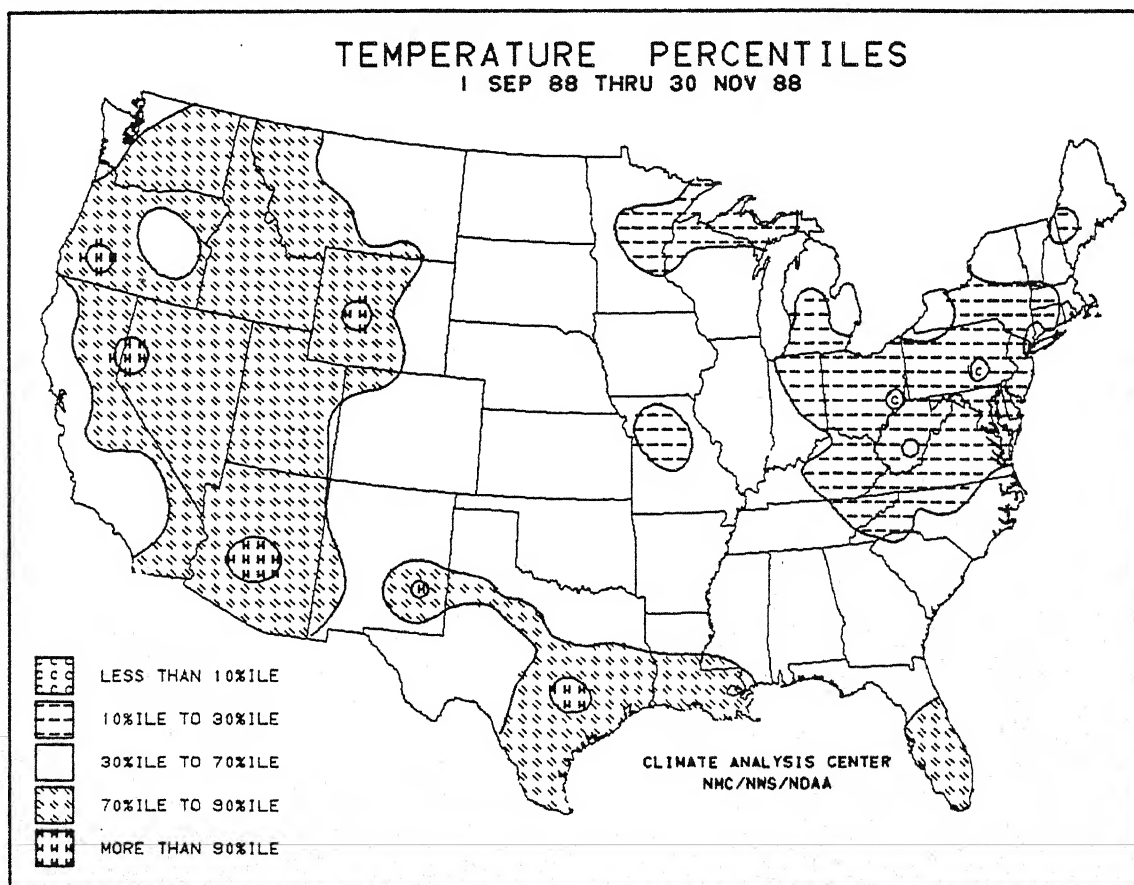 TEMPERATURE PERCENTILES
1 SEP 88 THRU 30 NOV 88
H
H
H
H
H
H
C
C
LESS THAN 10%ILE
10%ILE TO 30%ILE
30%ILE TO 70%ILE
70%ILE TO 90%ILE
MORE THAN 90%ILE
CLIMATE ANALYSIS CENTER
NMC/NWS/NOAA